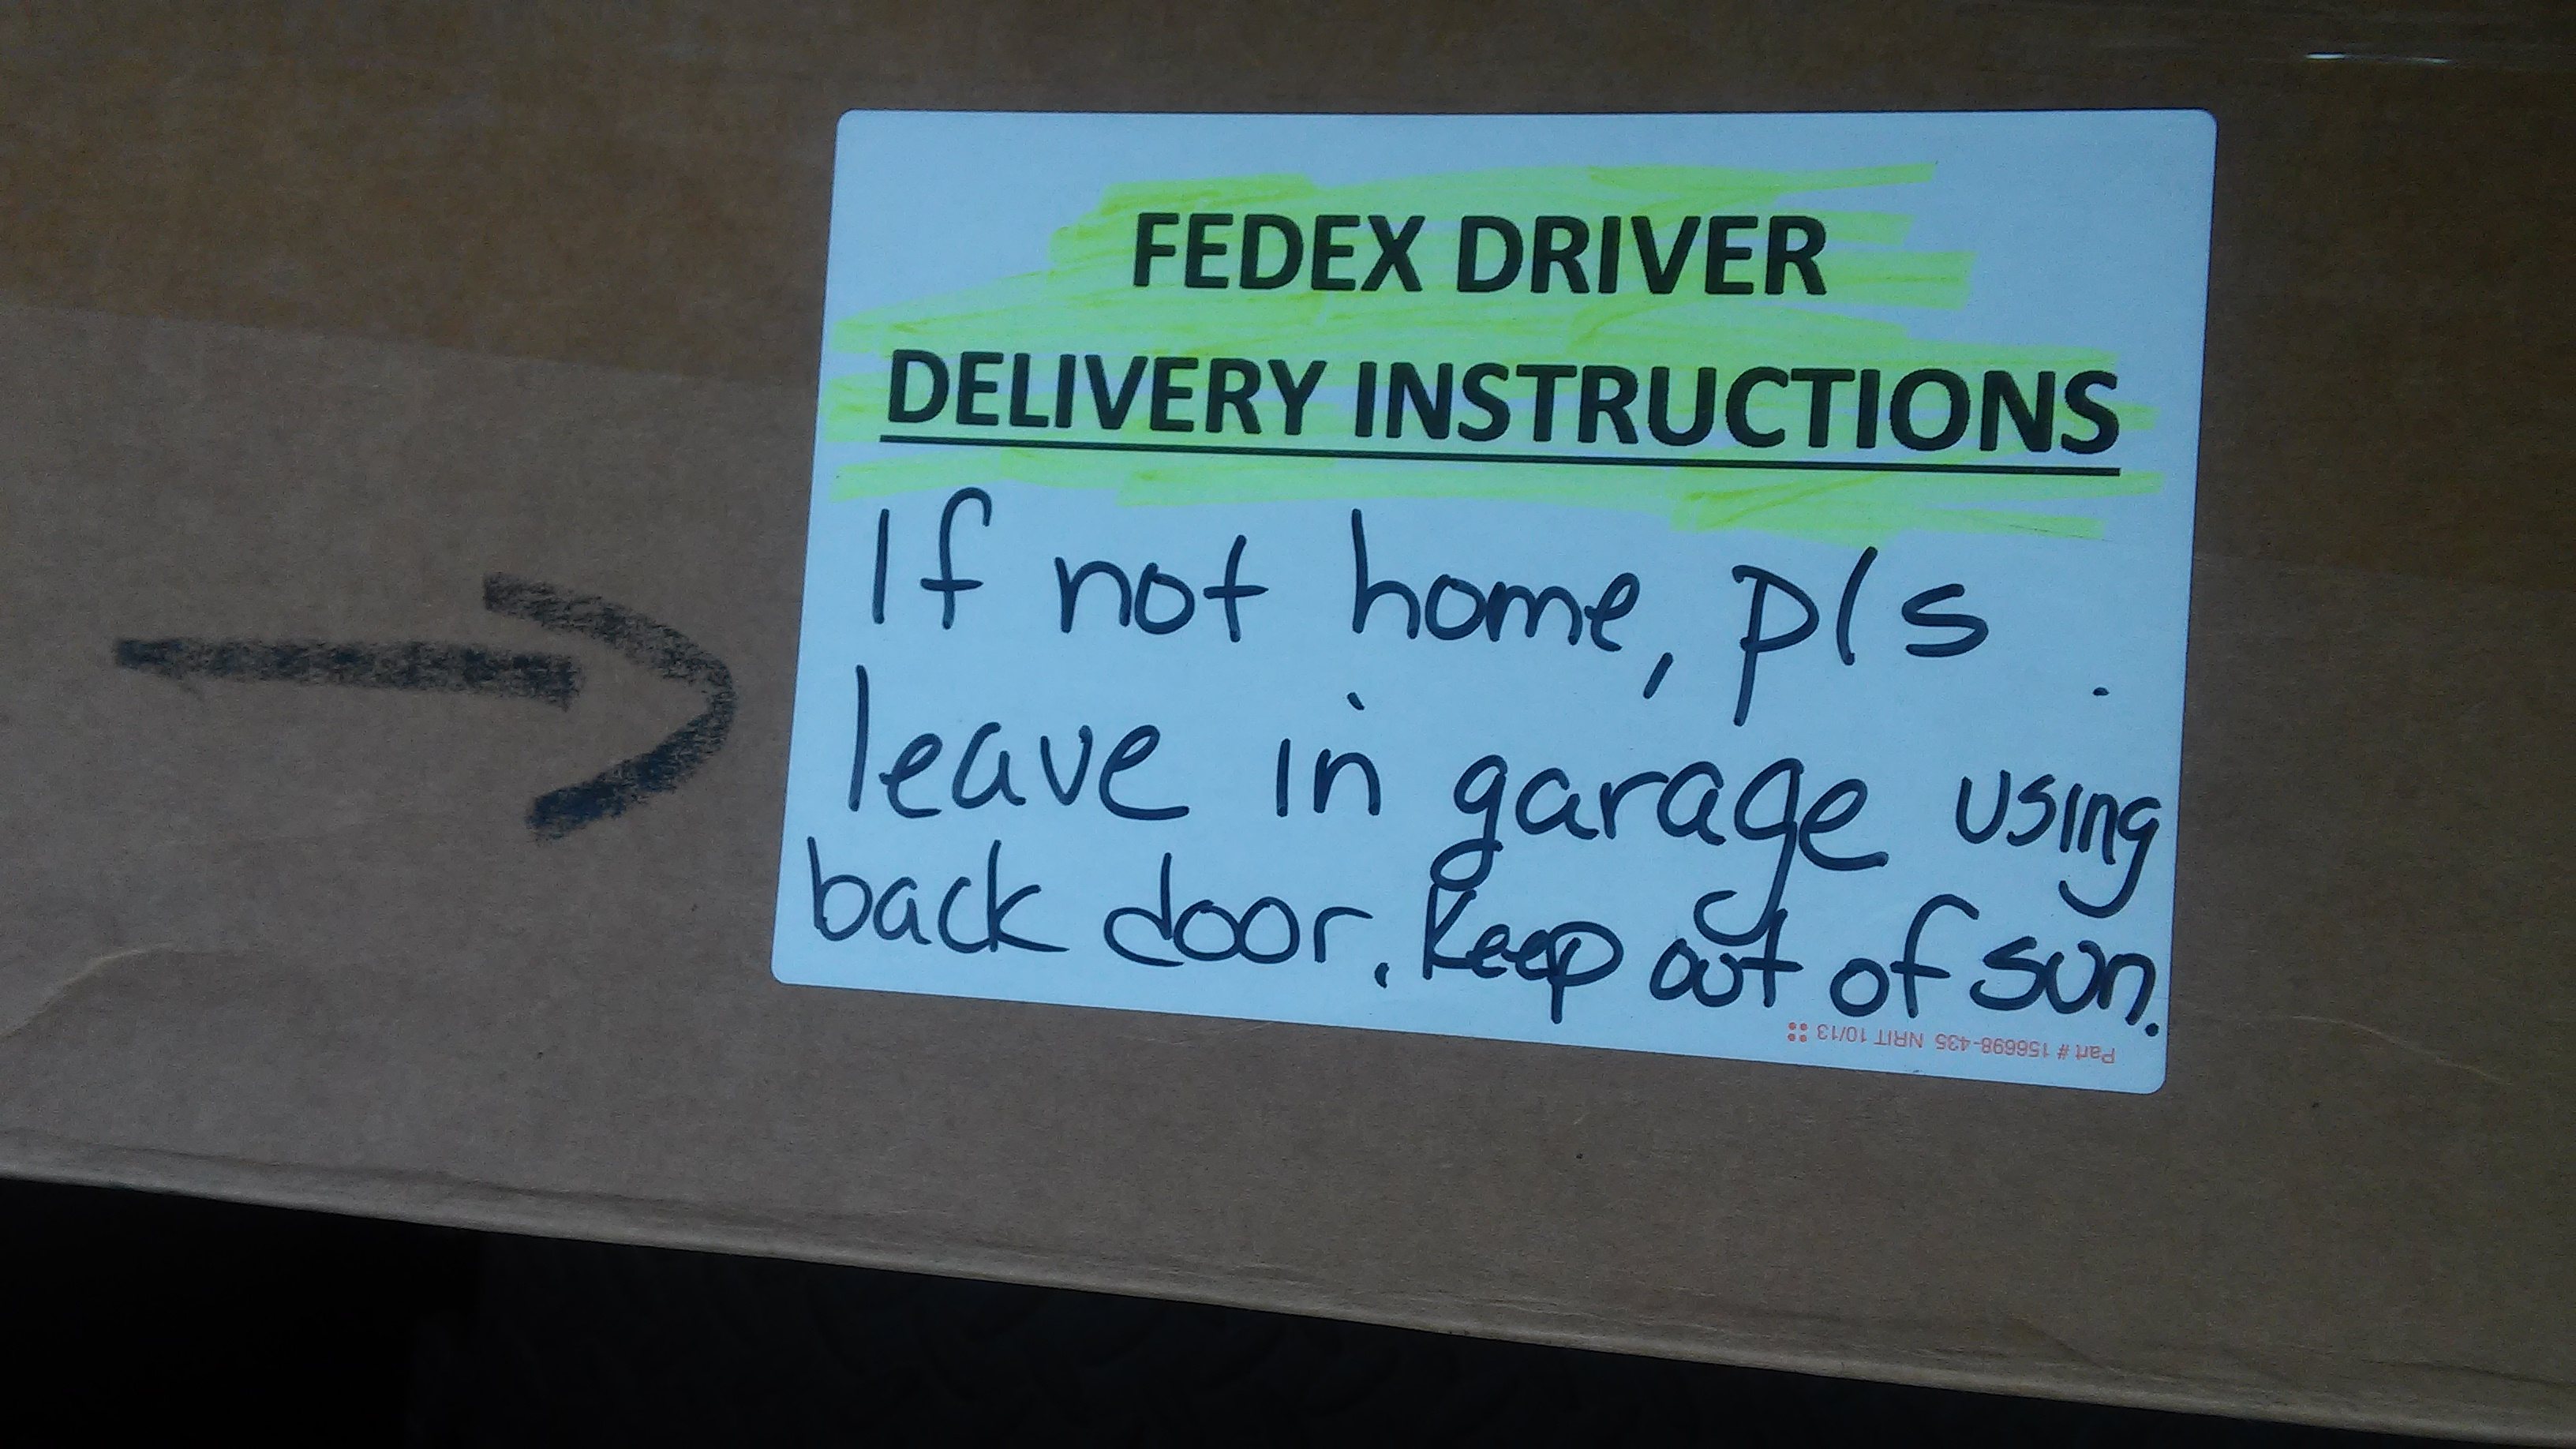 FEDEX DRIVER
DELIVERY INSTRUCTIONS
If not home, pls
leave in garage using
back door. Keep out of sun.
Part # 156698-435 NRIT 10/13